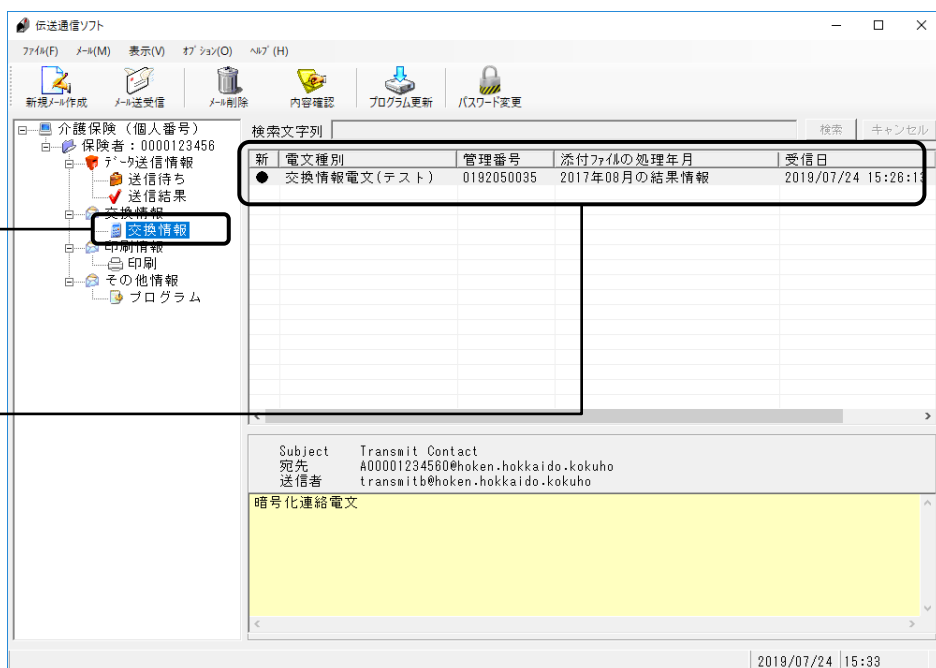 伝送通信ソフト
ファイル(F) メール(M) 表示(V) オプション(O) ヘルプ(H)
新規メール作成 メール送受信 メール削除 内容確認 プログラム更新 パスワード変更
検索文字列 検索 キャンセル
介護保険（個人番号）
保険者：0000123456
データ送信情報
送信待ち
送信結果
交換情報
交換情報
印刷情報
印刷
その他情報
プログラム
新 電文種別 管理番号 添付ファイルの処理年月 受信日
● 交換情報電文(テスト) 0192050035 2017年08月の結果情報 2019/07/24 15:26:13
Subject Transmit Contact
宛先 A00001234560@hoken.hokkaido.kokuho
送信者 transmitb@hoken.hokkaido.kokuho
暗号化連絡電文
2019/07/24 15:33